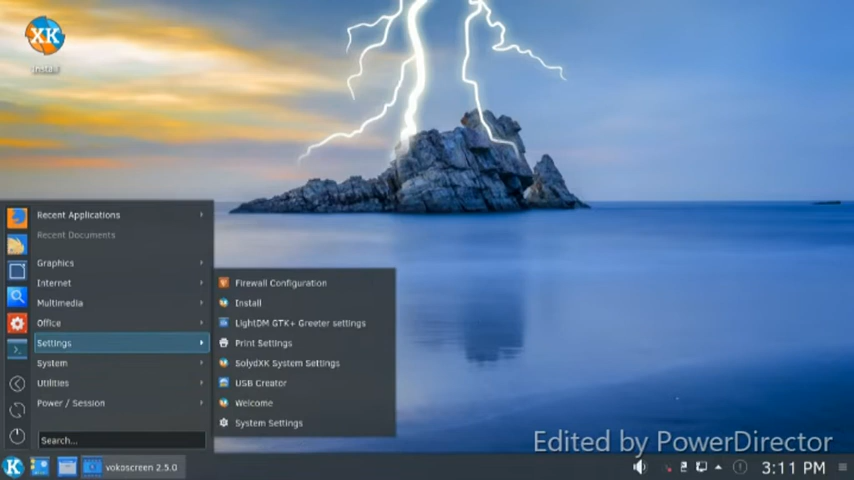 XK
Install
Recent Applications
Recent Documents
Graphics
Internet
Multimedia
Office
Settings
System
Utilities
Power / Session
Search...
Firewall Configuration
Install
LightDM GTK+ Greeter settings
Print Settings
SolydXK System Settings
USB Creator
Welcome
System Settings
Edited by PowerDirector
K
vokoscreen 2.5.0
3:11 PM